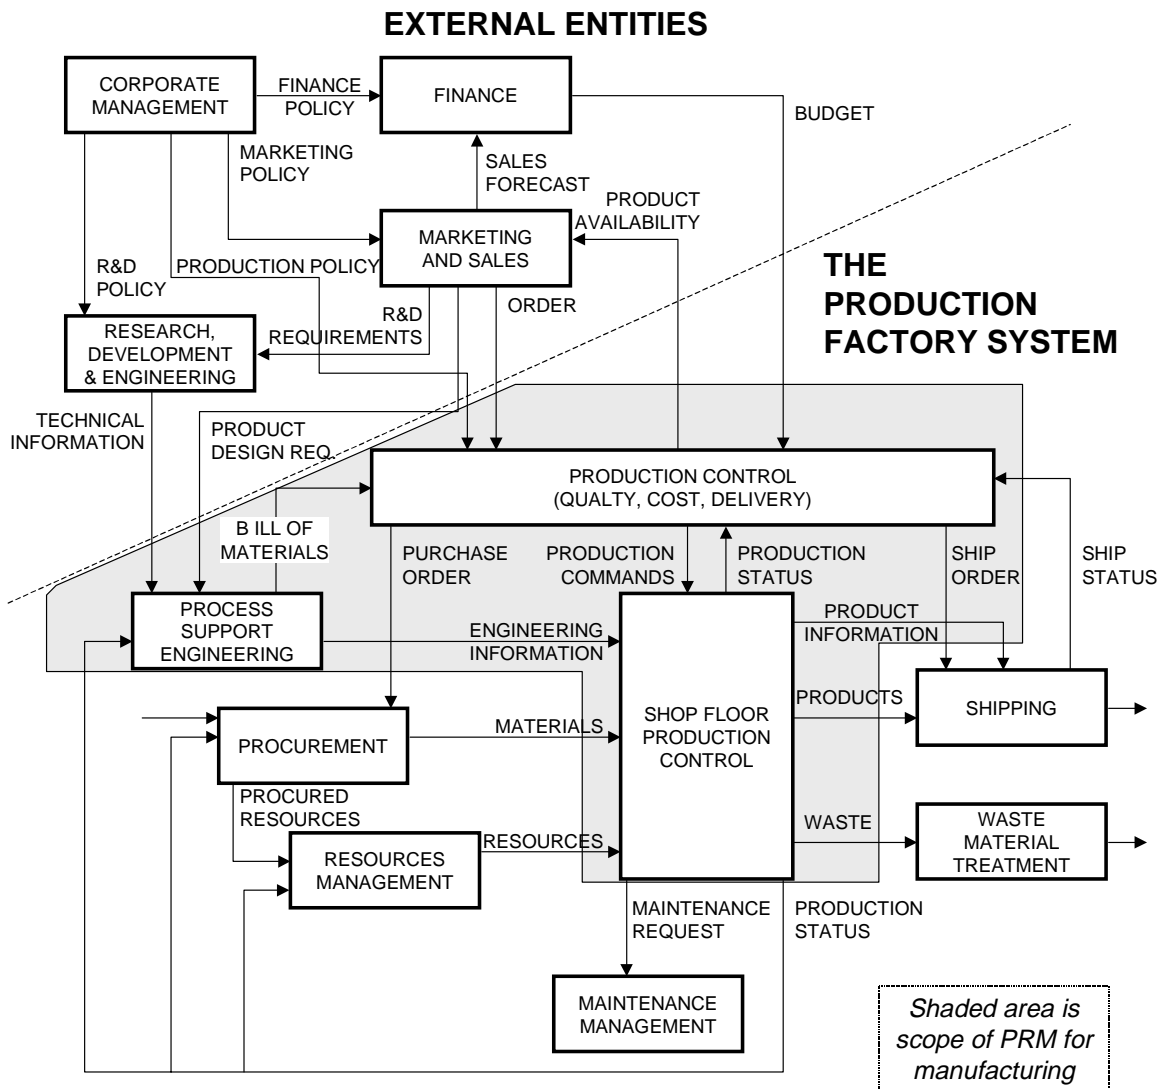 EXTERNAL ENTITIES
CORPORATE
MANAGEMENT
FINANCE
POLICY
FINANCE
BUDGET
MARKETING
POLICY
SALES
FORECAST
PRODUCT
AVAILABILITY
MARKETING
AND SALES
R&D
POLICY
PRODUCTION POLICY
THE
PRODUCTION
FACTORY SYSTEM
ORDER
R&D
REQUIREMENTS
RESEARCH,
DEVELOPMENT
& ENGINEERING
TECHNICAL
INFORMATION
PRODUCT
DESIGN REQ.
PRODUCTION CONTROL
(QUALTY, COST, DELIVERY)
B ILL OF
MATERIALS
PURCHASE
ORDER
PRODUCTION
COMMANDS
PRODUCTION
STATUS
SHIP
ORDER
SHIP
STATUS
PROCESS
SUPPORT
ENGINEERING
ENGINEERING
INFORMATION
PRODUCT
INFORMATION
PROCUREMENT
MATERIALS
SHOP FLOOR
PRODUCTION
CONTROL
PRODUCTS
SHIPPING
PROCURED
RESOURCES
RESOURCES
MANAGEMENT
RESOURCES
WASTE
WASTE
MATERIAL
TREATMENT
MAINTENANCE
REQUEST
PRODUCTION
STATUS
MAINTENANCE
MANAGEMENT
Shaded area is
scope of PRM for
manufacturing